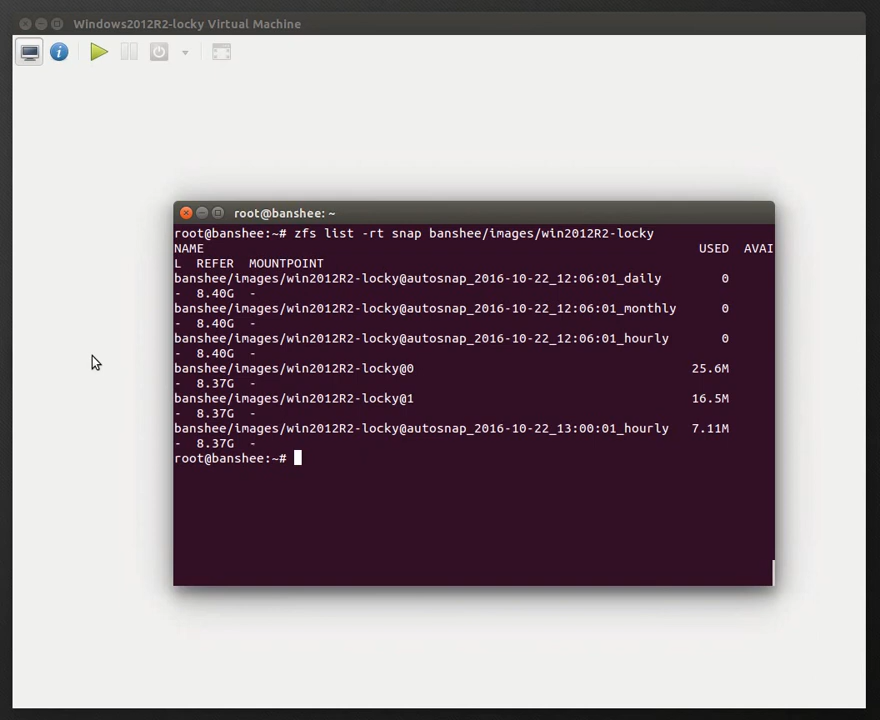 Windows2012R2-locky Virtual Machine
root@banshee: ~
root@banshee:~# zfs list -rt snap banshee/images/win2012R2-locky
NAME USED AVAI
L REFER MOUNTPOINT
banshee/images/win2012R2-locky@autosnap_2016-10-22_12:06:01_daily 0
- 8.40G -
banshee/images/win2012R2-locky@autosnap_2016-10-22_12:06:01_monthly 0
- 8.40G -
banshee/images/win2012R2-locky@autosnap_2016-10-22_12:06:01_hourly 0
- 8.40G -
banshee/images/win2012R2-locky@0 25.6M
- 8.37G -
banshee/images/win2012R2-locky@1 16.5M
- 8.37G -
banshee/images/win2012R2-locky@autosnap_2016-10-22_13:00:01_hourly 7.11M
- 8.37G -
root@banshee:~#